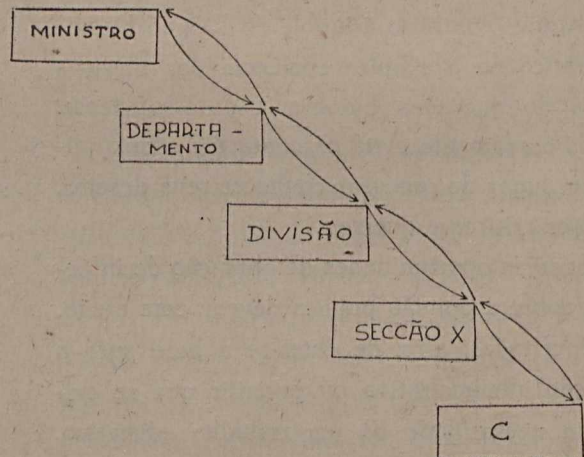 MINISTRO
DEPARTA-
MENTO
DIVISÃO
SECCÃO X
C